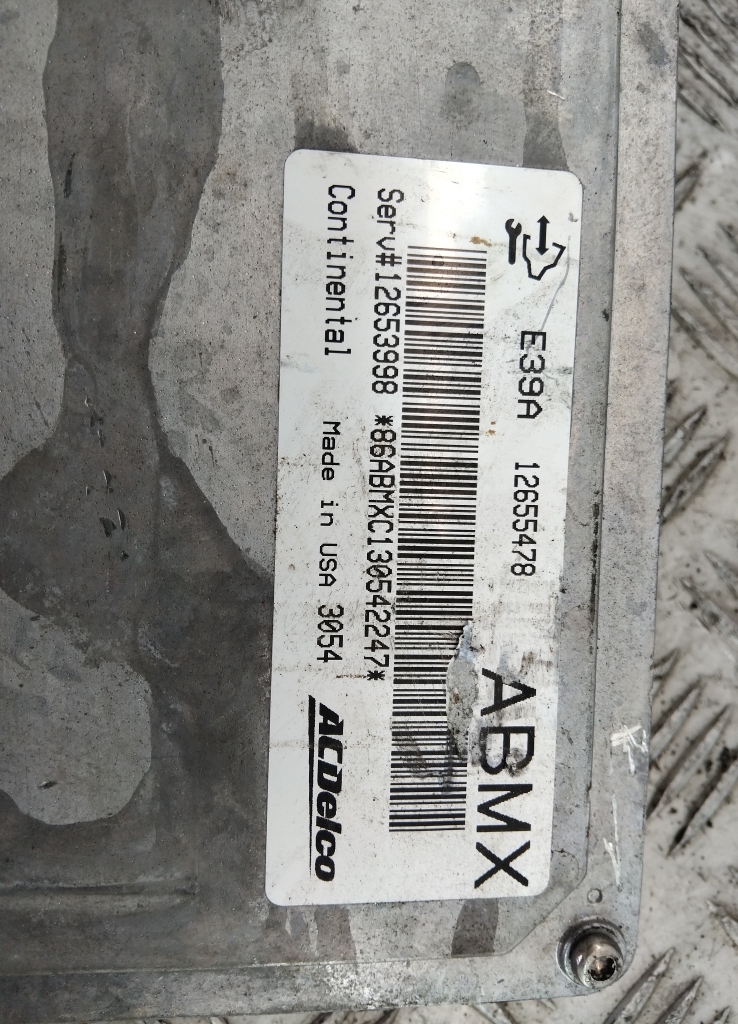 E39A 12655478
ABMX
Serv#12653998 *86ABMXC130542247*
Continental Made in USA 3054
ACDelco